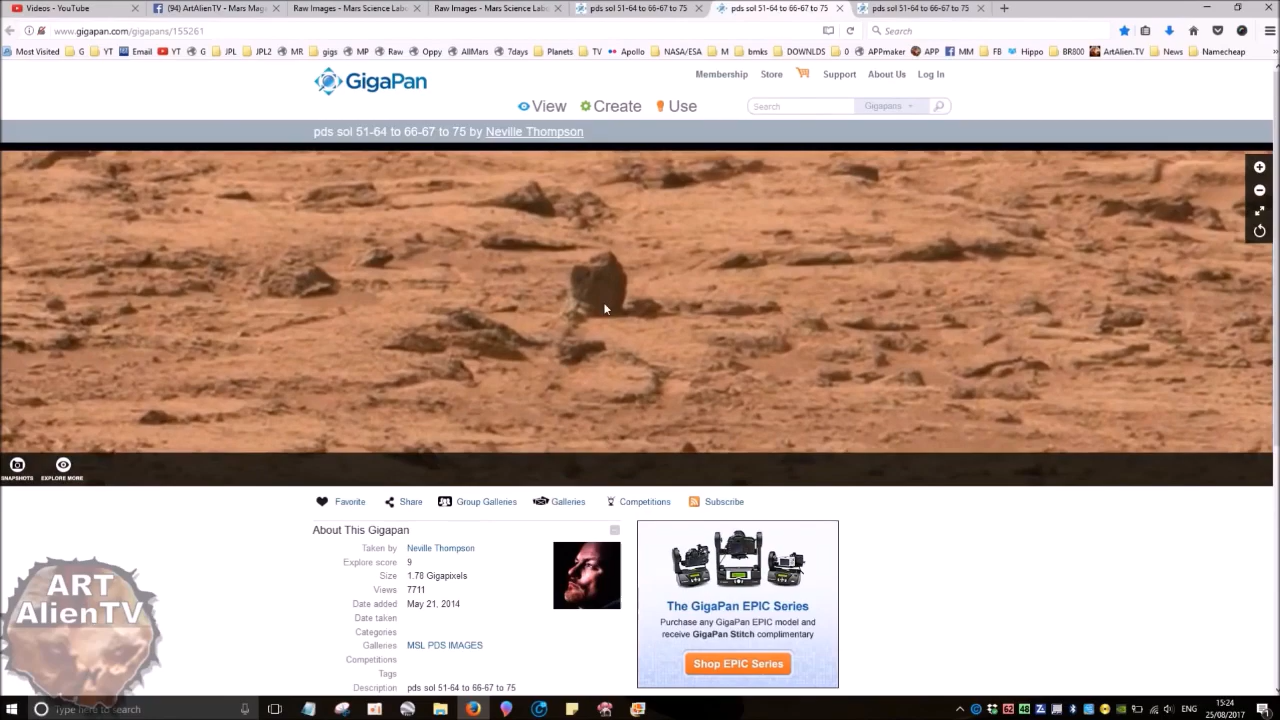 Videos - YouTube
(94) ArtAlienTV - Mars Mag
Raw Images - Mars Science Labo
Raw Images - Mars Science Labo
pds sol 51-64 to 66-67 to 75
pds sol 51-64 to 66-67 to 75
pds sol 51-64 to 66-67 to 75
www.gigapan.com/gigapans/155261
Search
Most Visited G YT Email YT G JPL JPL2 MR gigs MP Raw Oppy AllMars 7days Planets TV Apollo NASA/ESA M bmks DOWNLDS 0 APPmaker APP MM FB Hippo BR800 ArtAlien.TV News Namecheap
GigaPan
Membership Store Support About Us Log In
View Create Use
Search Gigapans
pds sol 51-64 to 66-67 to 75 by Neville Thompson
SNAPSHOTS EXPLORE MORE
Favorite Share Group Galleries Galleries Competitions Subscribe
About This Gigapan
Taken by Neville Thompson
Explore score 9
Size 1.78 Gigapixels
Views 7711
Date added May 21, 2014
Date taken
Categories
Galleries MSL PDS IMAGES
Competitions
Tags
Description pds sol 51-64 to 66-67 to 75
The GigaPan EPIC Series
Purchase any GigaPan EPIC model and
receive GigaPan Stitch complimentary
Shop EPIC Series
ART
AlienTV
Type here to search
62 48
ENG
15:24
25/08/2017